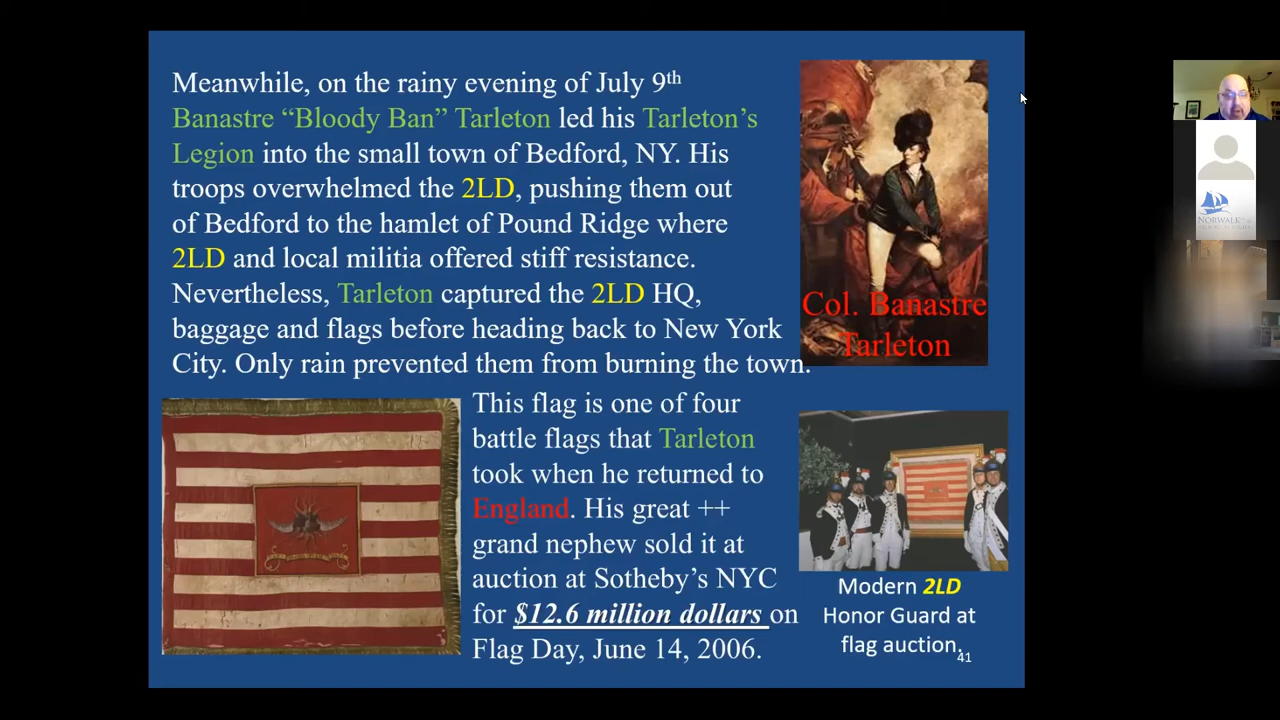 Meanwhile, on the rainy evening of July 9th
Banastre “Bloody Ban” Tarleton led his Tarleton’s
Legion into the small town of Bedford, NY. His
troops overwhelmed the 2LD, pushing them out
of Bedford to the hamlet of Pound Ridge where
2LD and local militia offered stiff resistance.
Nevertheless, Tarleton captured the 2LD HQ,
baggage and flags before heading back to New York
City. Only rain prevented them from burning the town.
Col. Banastre
Tarleton
This flag is one of four
battle flags that Tarleton
took when he returned to
England. His great ++
grand nephew sold it at
auction at Sotheby’s NYC
for $12.6 million dollars on
Flag Day, June 14, 2006.
Modern 2LD
Honor Guard at
flag auction.
41
NORWALK